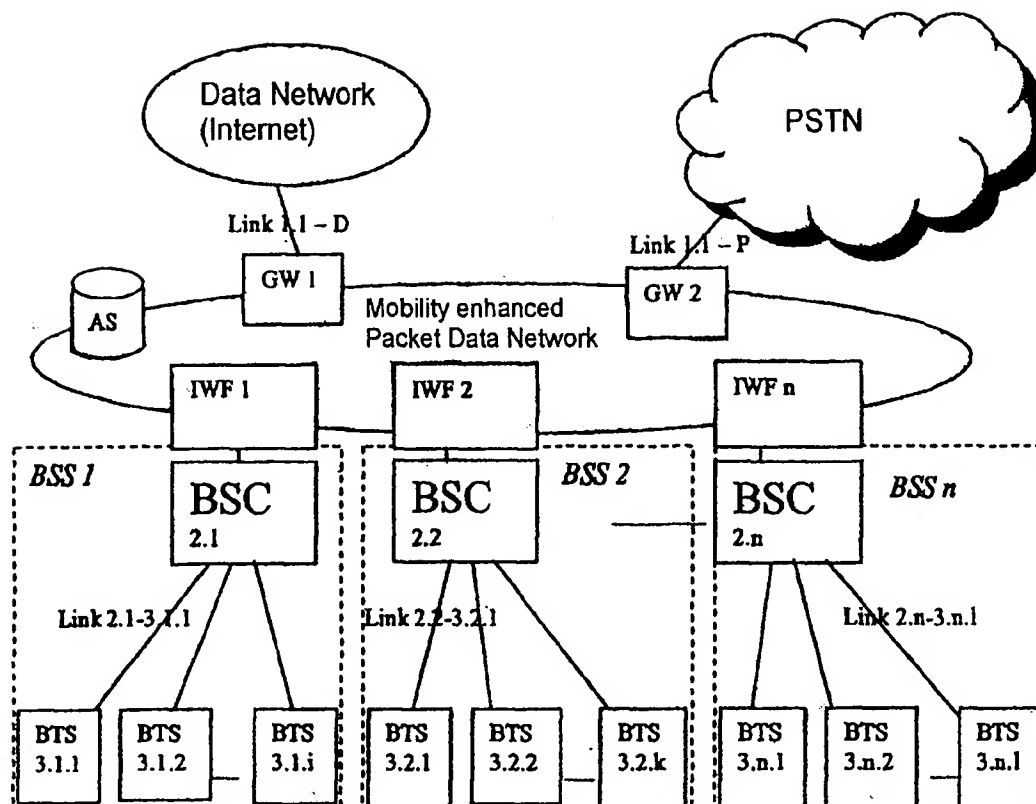 Data Network
(Internet)
PSTN
Link 1.1 – D
Link 1.1 – P
GW 1
GW 2
AS
Mobility enhanced
Packet Data Network
IWF 1
IWF 2
IWF n
BSS 1
BSS 2
BSS n
BSC
2.1
BSC
2.2
BSC
2.n
Link 2.1-3.1.1
Link 2.2-3.2.1
Link 2.n-3.n.l
BTS
3.1.1
BTS
3.1.2
BTS
3.1.i
BTS
3.2.1
BTS
3.2.2
BTS
3.2.k
BTS
3.n.1
BTS
3.n.2
BTS
3.n.l